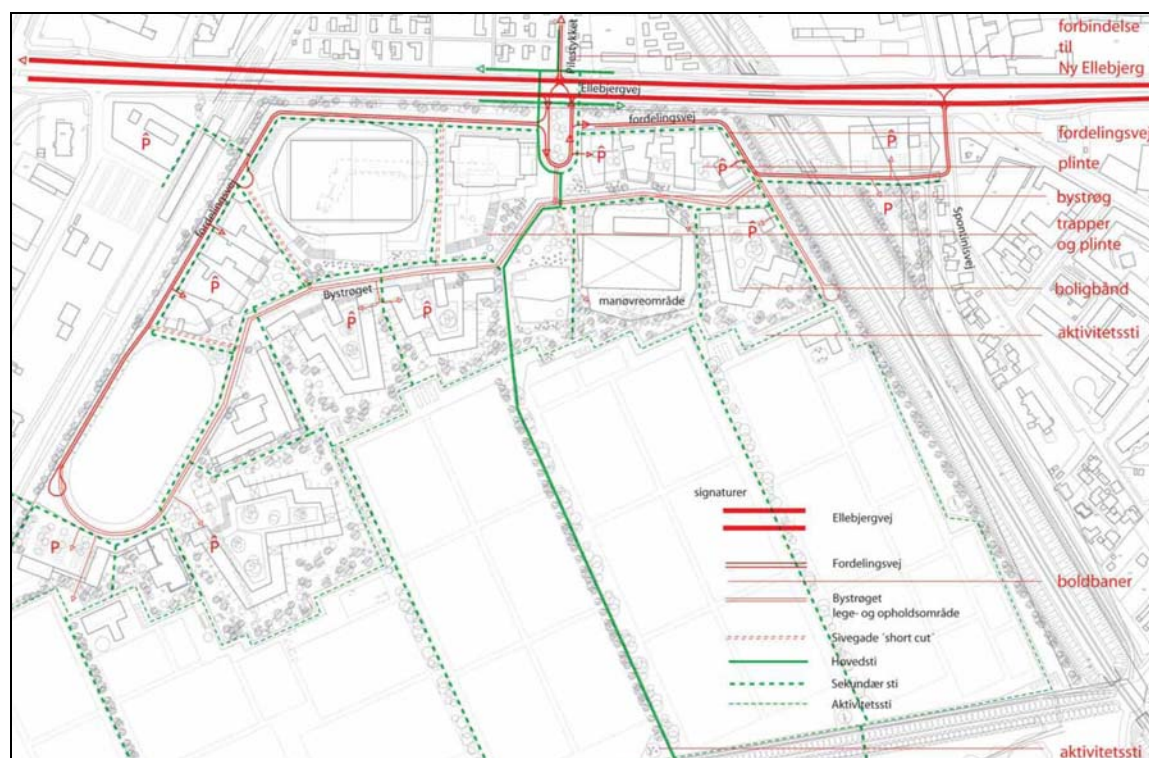 forbindelse
til
Ny Ellebjerg
Pilestykket
Ellebjergvej
fordelingsvej
fordelingsvej
plinte
bystrøg
trapper
og plinte
boligbånd
aktivitetssti
P
P
P
P
P
P
P
P
P
P
P
fordelingsvej
Spontinisvej
Bystrøget
manøvreområde
signaturer
Ellebjergvej
Fordelingsvej
boldbaner
Bystrøget
lege- og opholdsområde
Sivegade ´short cut´
Hovedsti
Sekundær sti
Aktivitetssti
aktivitetssti